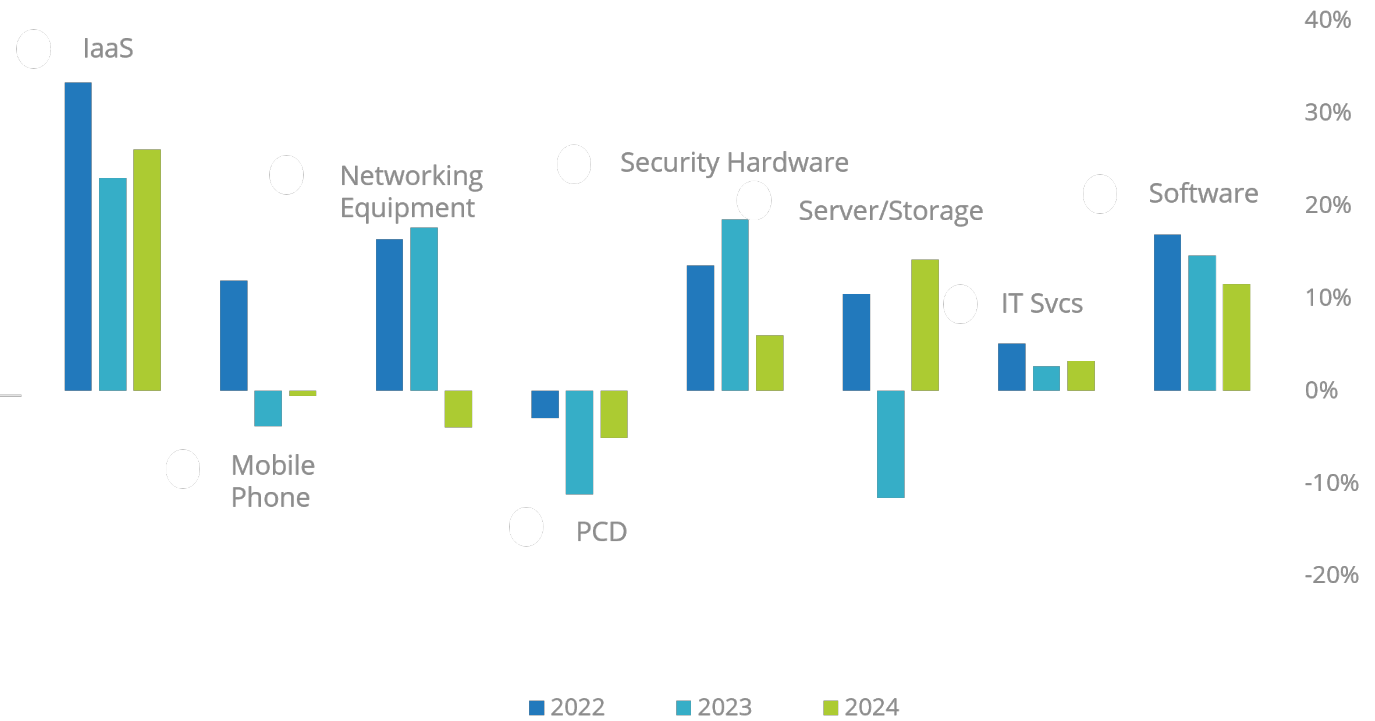 40%
IaaS
30%
Security Hardware
Networking
Equipment
Software
20%
Server/Storage
IT Svcs
10%
0%
Mobile
Phone
-10%
PCD
-20%
2022 2023 2024